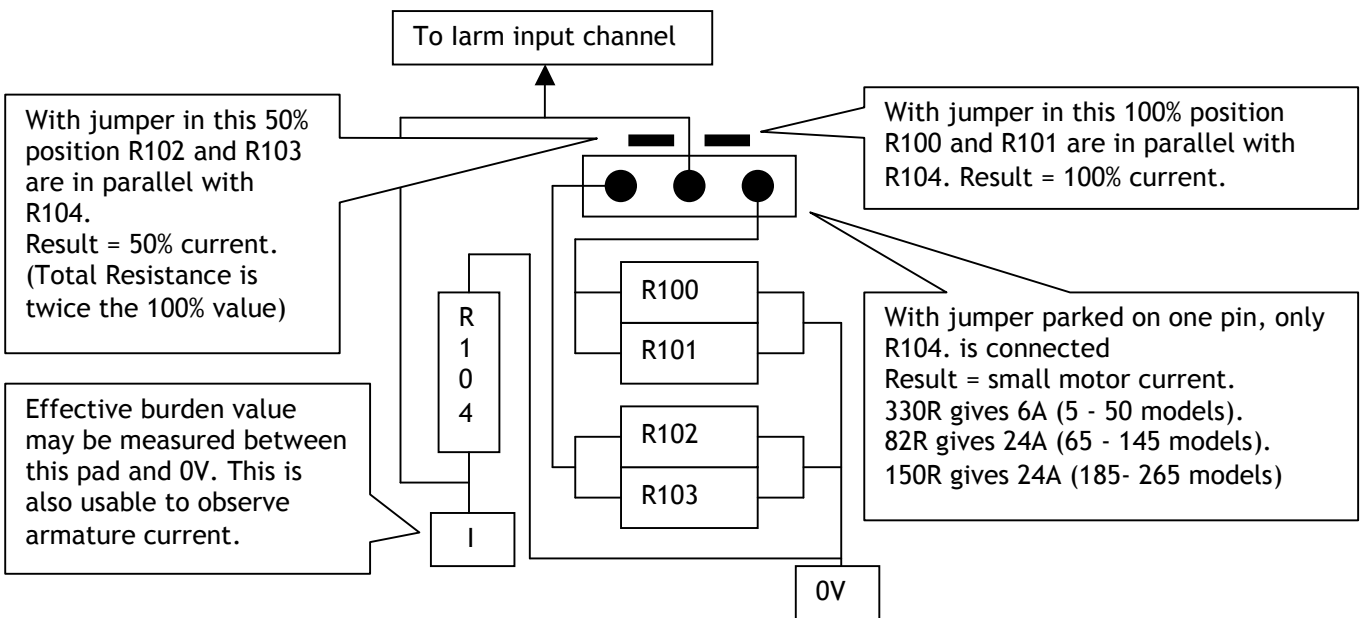 To Iarm input channel
With jumper in this 50%
position R102 and R103
are in parallel with
R104.
Result = 50% current.
(Total Resistance is
twice the 100% value)
With jumper in this 100% position
R100 and R101 are in parallel with
R104. Result = 100% current.
R100
R101
R
1
0
4
With jumper parked on one pin, only
R104. is connected
Result = small motor current.
330R gives 6A (5 - 50 models).
82R gives 24A (65 - 145 models).
150R gives 24A (185- 265 models)
Effective burden value
may be measured between
this pad and 0V. This is
also usable to observe
armature current.
R102
R103
I
0V